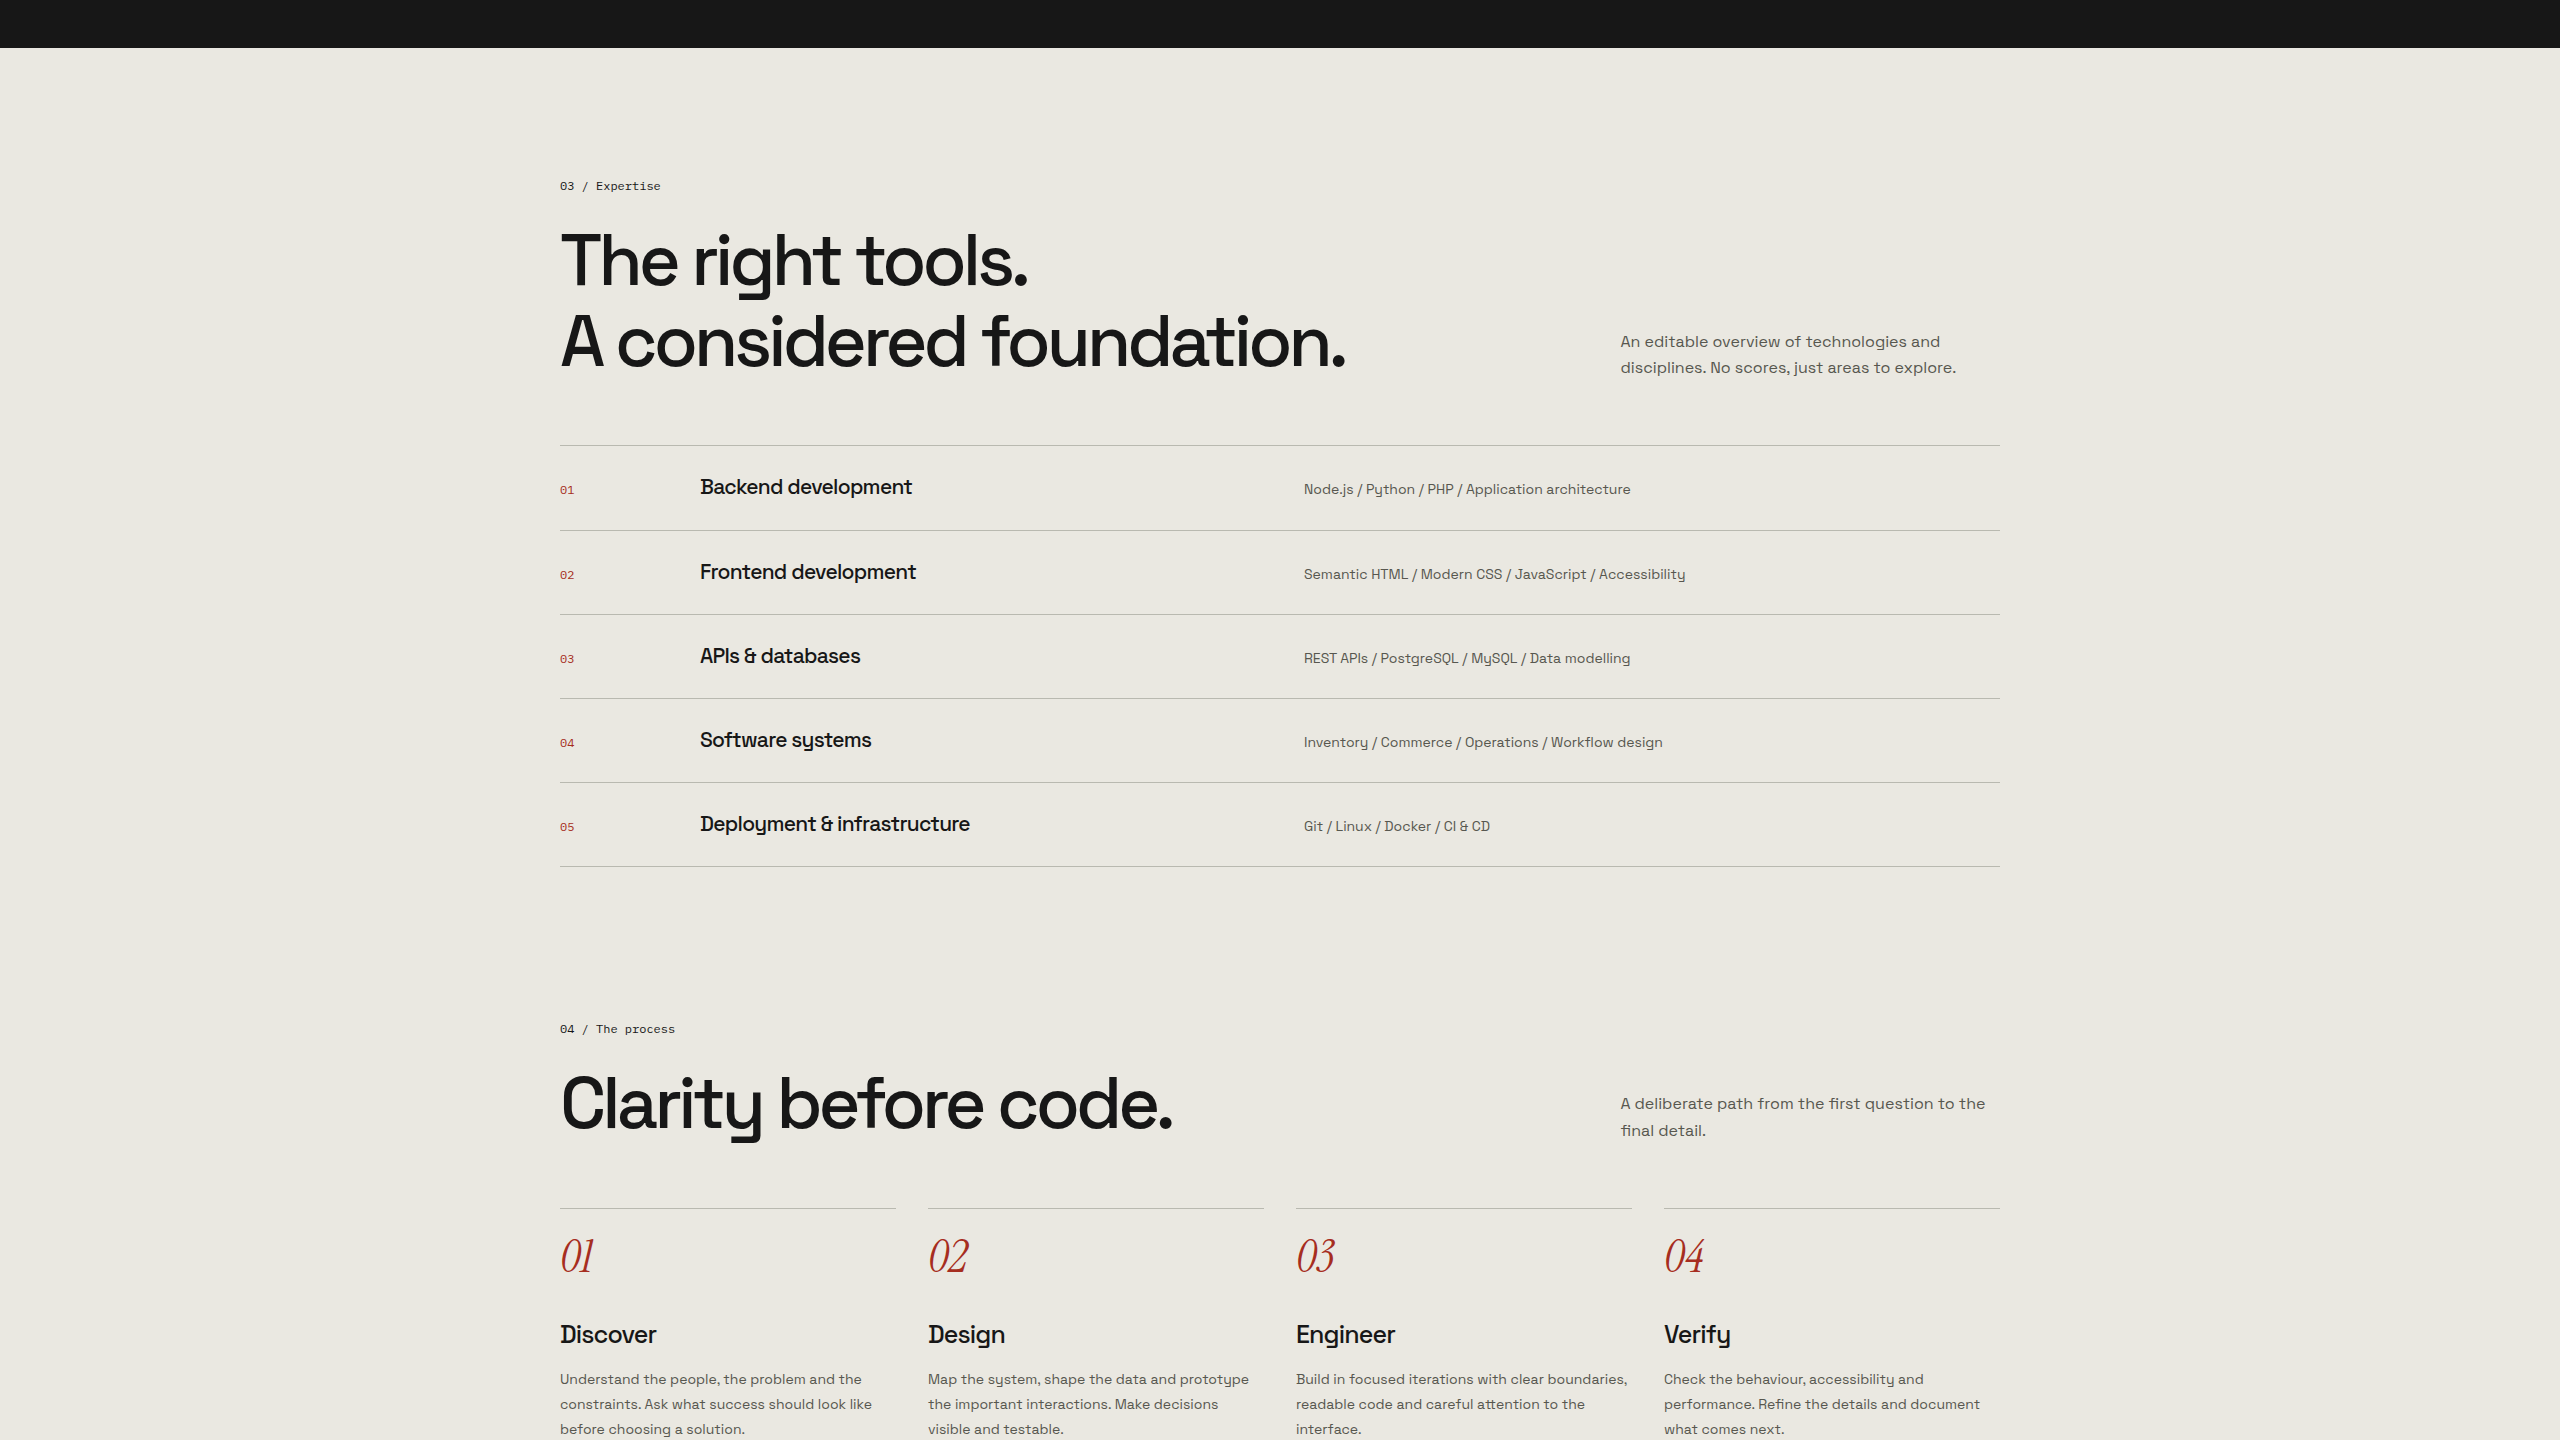 03 / Expertise
The right tools.
A considered foundation.
An editable overview of technologies and
disciplines. No scores, just areas to explore.
01 Backend development Node.js / Python / PHP / Application architecture
02 Frontend development Semantic HTML / Modern CSS / JavaScript / Accessibility
03 APIs & databases REST APIs / PostgreSQL / MySQL / Data modelling
04 Software systems Inventory / Commerce / Operations / Workflow design
05 Deployment & infrastructure Git / Linux / Docker / CI & CD
04 / The process
Clarity before code.
A deliberate path from the first question to the
final detail.
01
Discover
Understand the people, the problem and the
constraints. Ask what success should look like
before choosing a solution.
02
Design
Map the system, shape the data and prototype
the important interactions. Make decisions
visible and testable.
03
Engineer
Build in focused iterations with clear boundaries,
readable code and careful attention to the
interface.
04
Verify
Check the behaviour, accessibility and
performance. Refine the details and document
what comes next.